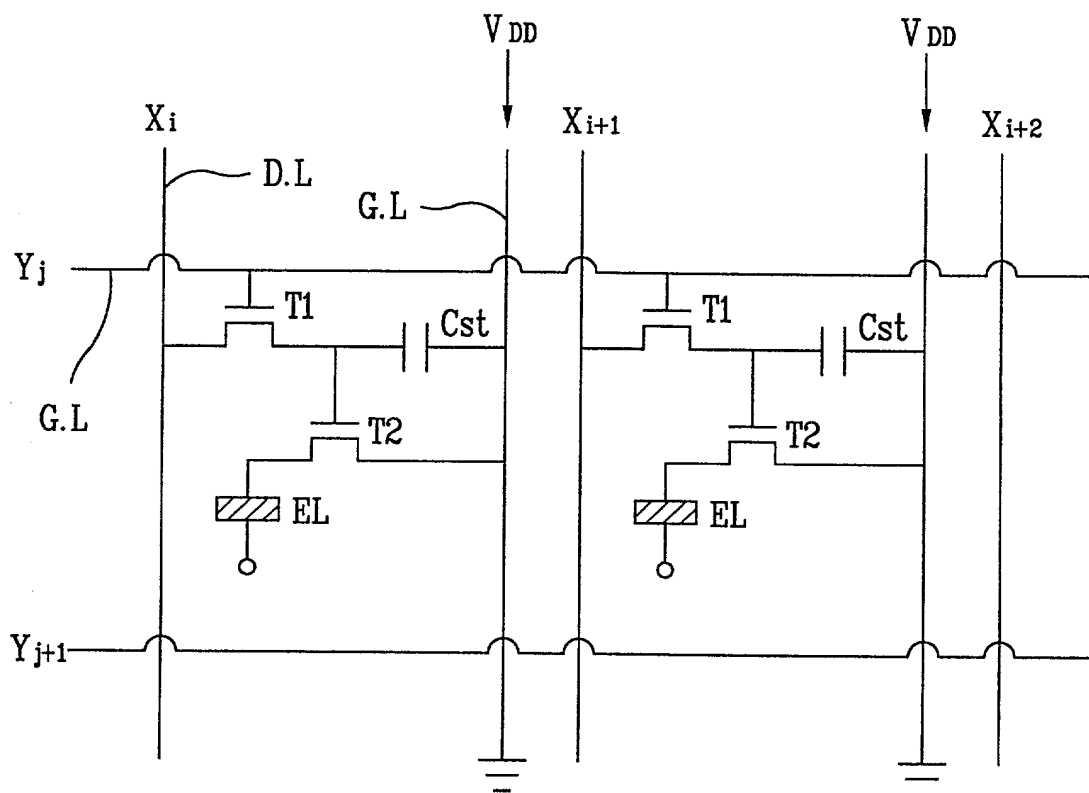 VDD VDD
Xi Xi+1 Xi+2
D.L
G.L
Yj
T1 Cst T1 Cst
G.L
T2 T2
EL EL
Yj+1